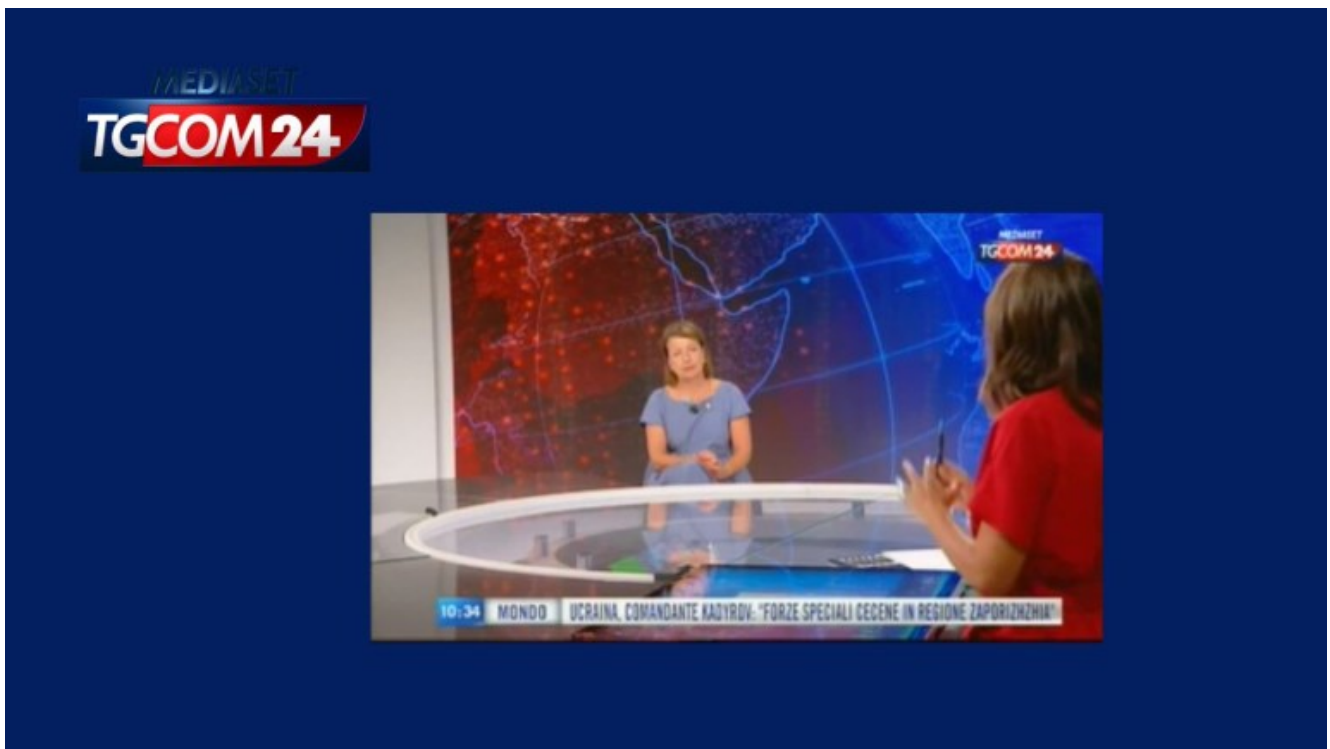 MEDIASET
TGCOM24
MEDIASET
TGCOM24
10:34 MONDO UCRAINA, COMANDANTE KADYROV: "FORZE SPECIALI CECENE IN REGIONE ZAPORIZHZHIA"